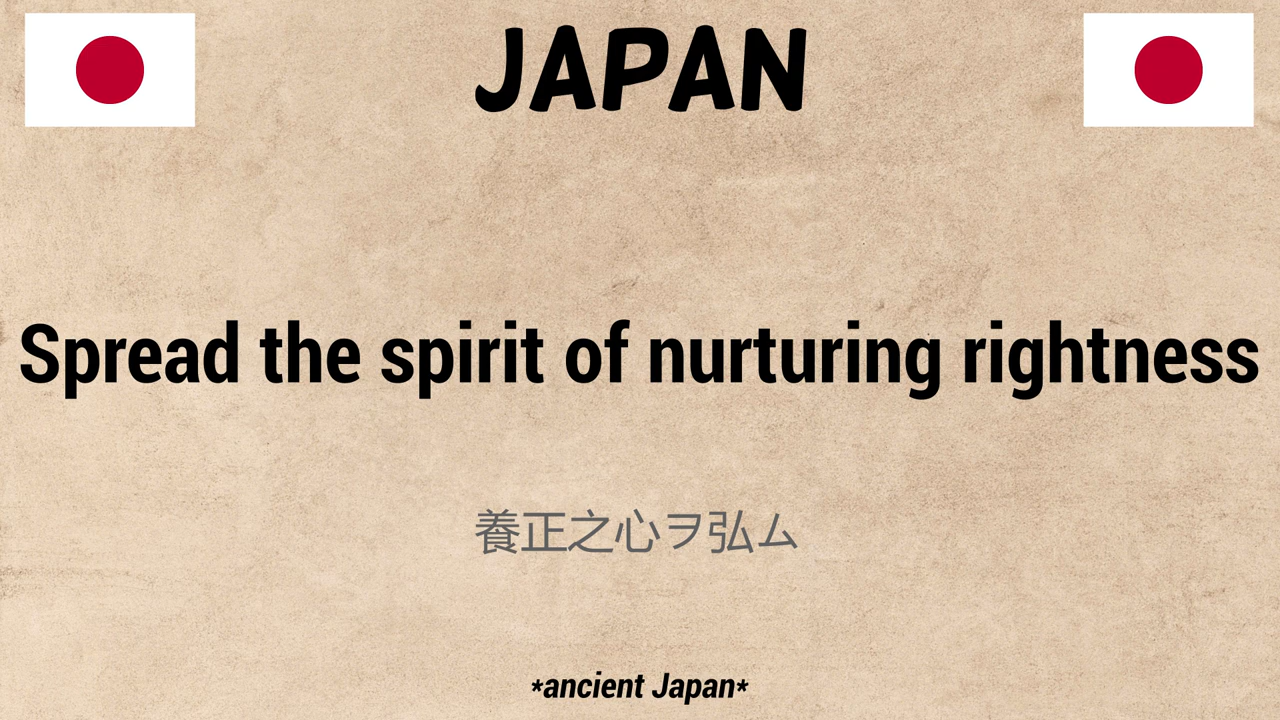 JAPAN
Spread the spirit of nurturing rightness
養正之心ヲ弘ム
*ancient Japan*